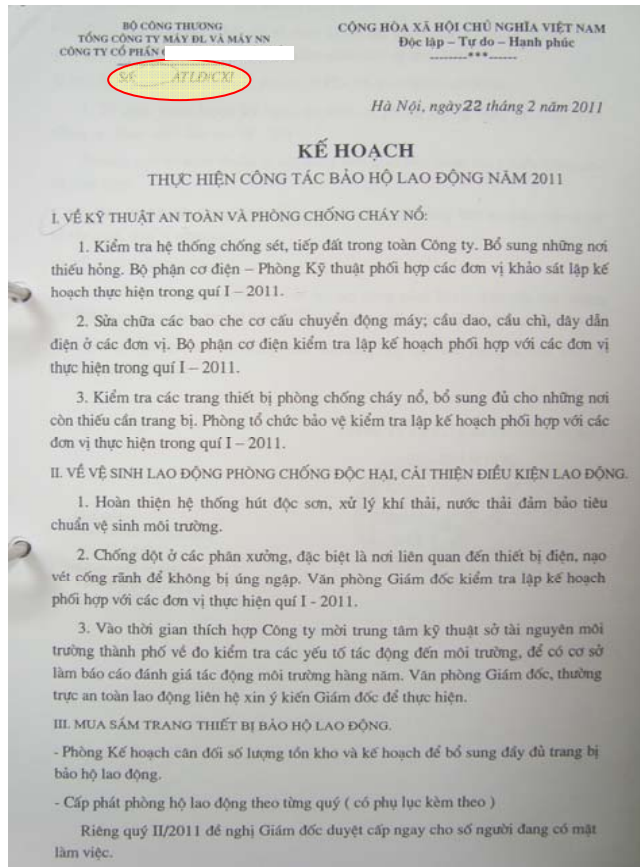 BỘ CÔNG THƯƠNG
TỔNG CÔNG TY MÁY ĐL VÀ MÁY NN
CÔNG TY CỔ PHẦN
Số: ____ATLĐ/CXI
CỘNG HÒA XÃ HỘI CHỦ NGHĨA VIỆT NAM
Độc lập – Tự do – Hạnh phúc
--------***------
Hà Nội, ngày 22 tháng 2 năm 2011
KẾ HOẠCH
THỰC HIỆN CÔNG TÁC BẢO HỘ LAO ĐỘNG NĂM 2011
I. VỀ KỸ THUẬT AN TOÀN VÀ PHÒNG CHỐNG CHÁY NỔ:
1. Kiểm tra hệ thống chống sét, tiếp đất trong toàn Công ty. Bổ sung những nơi
thiếu hỏng. Bộ phận cơ điện – Phòng Kỹ thuật phối hợp các đơn vị khảo sát lập kế
hoạch thực hiện trong quí I – 2011.
2. Sửa chữa các bao che cơ cấu chuyển động máy; cầu dao, cầu chì, dây dẫn
điện ở các đơn vị. Bộ phận cơ điện kiểm tra lập kế hoạch phối hợp với các đơn vị
thực hiện trong quí I – 2011.
3. Kiểm tra các trang thiết bị phòng chống cháy nổ, bổ sung đủ cho những nơi
còn thiếu cần trang bị. Phòng tổ chức bảo vệ kiểm tra lập kế hoạch phối hợp với các
đơn vị thực hiện trong quí I – 2011.
II. VỀ VỆ SINH LAO ĐỘNG PHÒNG CHỐNG ĐỘC HẠI, CẢI THIỆN ĐIỀU KIỆN LAO ĐỘNG.
1. Hoàn thiện hệ thống hút độc sơn, xử lý khí thải, nước thải đảm bảo tiêu
chuẩn vệ sinh môi trường.
2. Chống dột ở các phân xưởng, đặc biệt là nơi liên quan đến thiết bị điện, nạo
vét cống rãnh để không bị úng ngập. Văn phòng Giám đốc kiểm tra lập kế hoạch
phối hợp với các đơn vị thực hiện quí I - 2011.
3. Vào thời gian thích hợp Công ty mời trung tâm kỹ thuật sở tài nguyên môi
trường thành phố về đo kiểm tra các yếu tố tác động đến môi trường, để có cơ sở
làm báo cáo đánh giá tác động môi trường hàng năm. Văn phòng Giám đốc, thường
trực an toàn lao động liên hệ xin ý kiến Giám đốc để thực hiện.
III. MUA SẮM TRANG THIẾT BỊ BẢO HỘ LAO ĐỘNG.
- Phòng Kế hoạch cân đối số lượng tồn kho và kế hoạch để bổ sung đầy đủ trang bị
bảo hộ lao động.
- Cấp phát phòng hộ lao động theo từng quý ( có phụ lục kèm theo )
Riêng quý II/2011 đề nghị Giám đốc duyệt cấp ngay cho số người đang có mặt
làm việc.